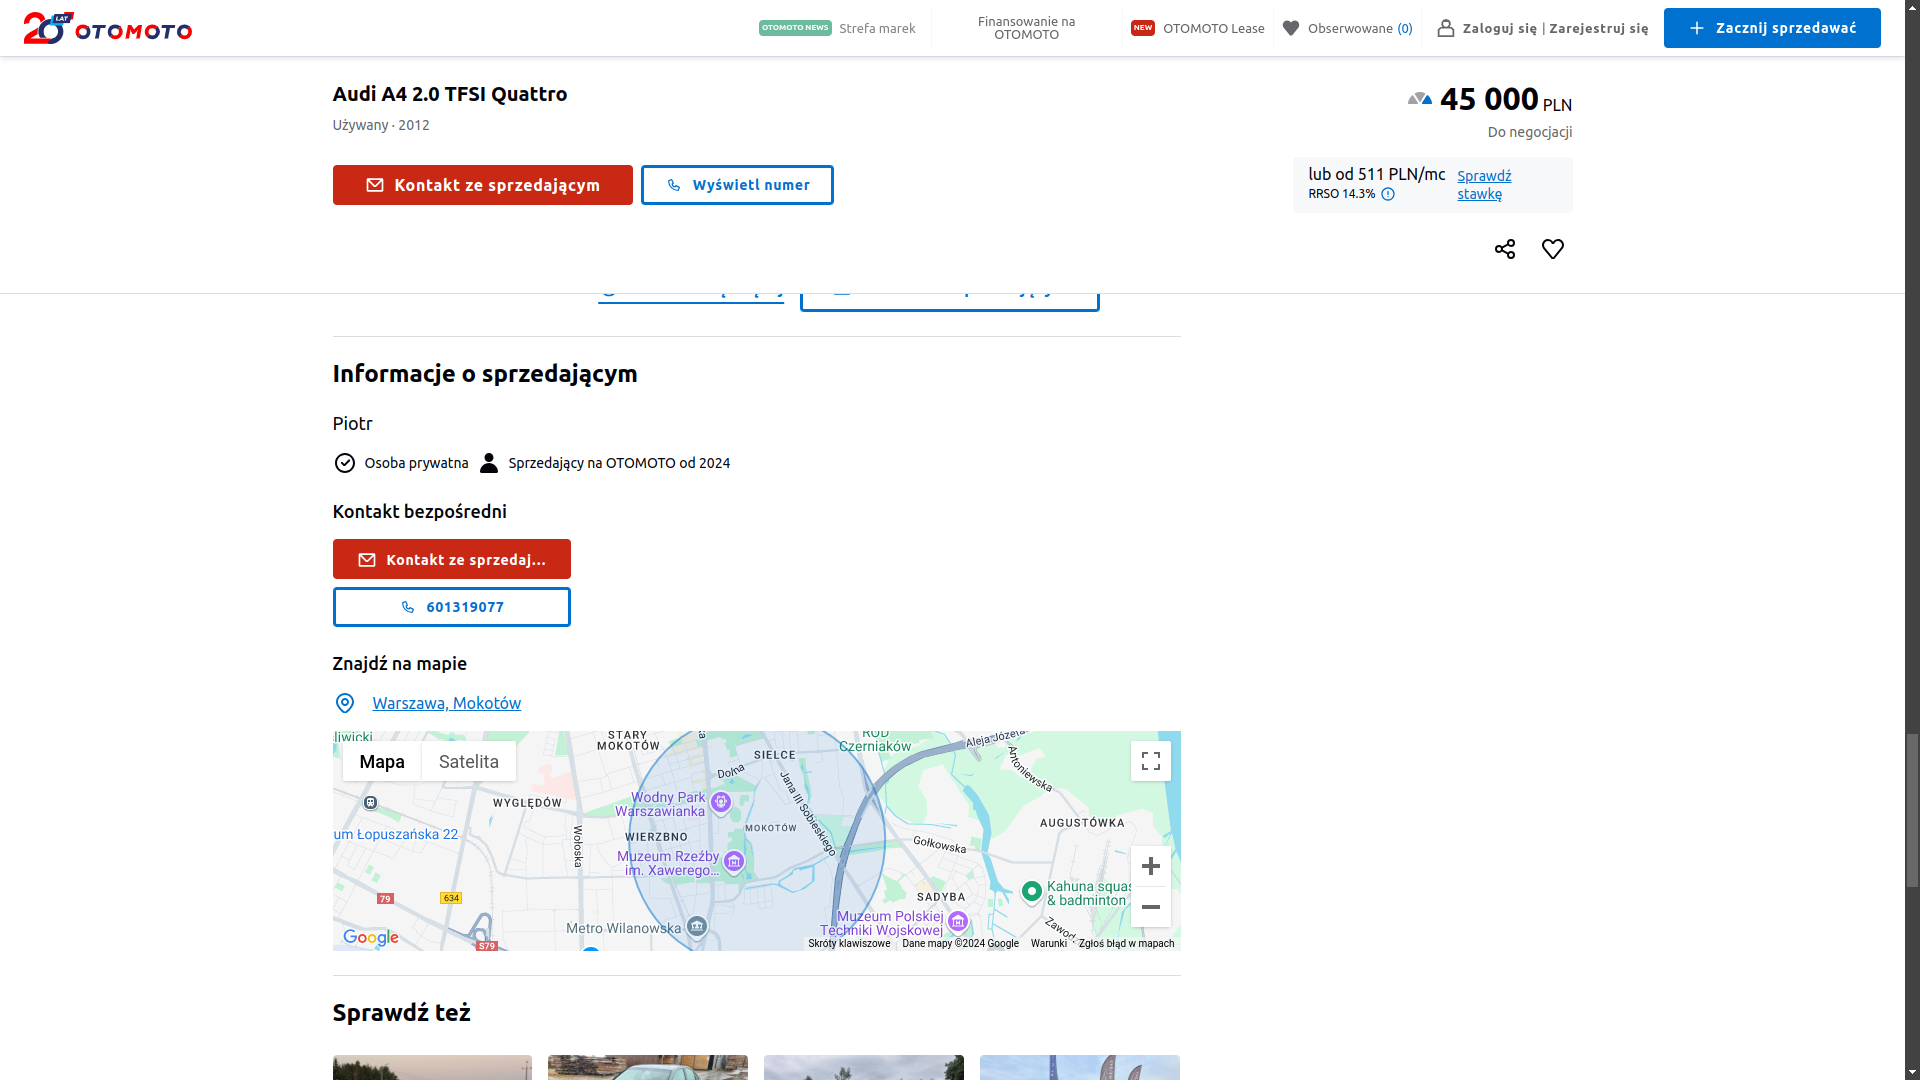 20 LAT OTOMOTO
OTOMOTO NEWS Strefa marek
Finansowanie na
OTOMOTO
NEW OTOMOTO Lease
Obserwowane (0)
Zaloguj się | Zarejestruj się
Zacznij sprzedawać
Audi A4 2.0 TFSI Quattro
Używany · 2012
45 000 PLN
Do negocjacji
Kontakt ze sprzedającym
Wyświetl numer
lub od 511 PLN/mc
RRSO 14.3%
Sprawdź
stawkę
Informacje o sprzedającym
Piotr
Osoba prywatna
Sprzedający na OTOMOTO od 2024
Kontakt bezpośredni
Kontakt ze sprzedaj...
601319077
Znajdź na mapie
Warszawa, Mokotów
Mapa
Satelita
liwicki
STARY
MOKOTÓW
SIELCE
ROD
Czerniaków
Aleja Józefa
Antoniewska
Dolna
Jana III Sobieskiego
WYGLĘDÓW
Wodny Park
Warszawianka
MOKOTÓW
AUGUSTÓWKA
um Łopuszańska 22
Wołoska
WIERZBNO
Gołkowska
Muzeum Rzeźby
im. Xawerego...
SADYBA
Kahuna squas
& badminton
79
634
S79
Metro Wilanowska
Muzeum Polskiej
Techniki Wojskowej
Zawod
Google
Skróty klawiszowe
Dane mapy ©2024 Google
Warunki
Zgłoś błąd w mapach
Sprawdź też